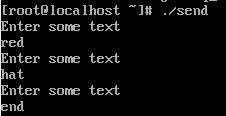 [root@localhost ~]# ./send
Enter some text
red
Enter some text
hat
Enter some text
end